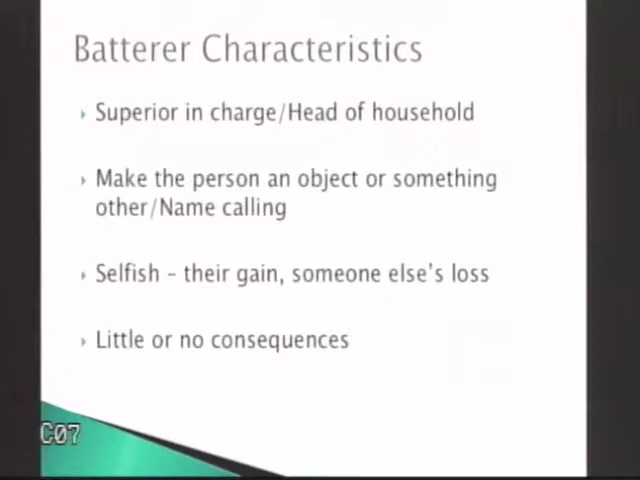 Batterer Characteristics
Superior in charge/Head of household
Make the person an object or something
other/Name calling
Selfish – their gain, someone else's loss
Little or no consequences
C07